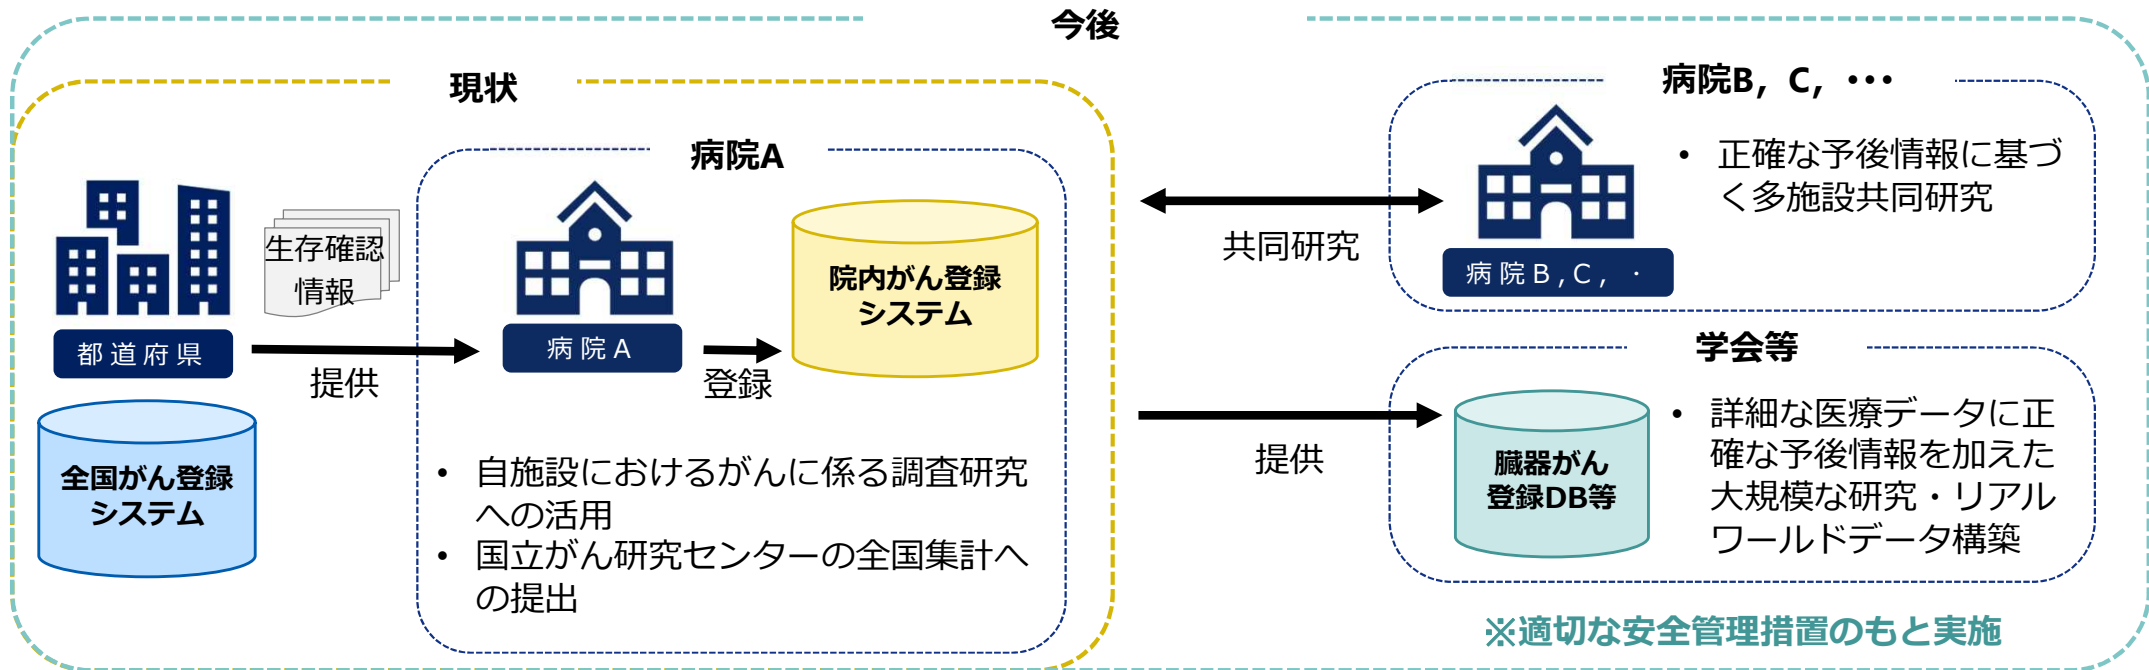 今後
現状
病院A
生存確認
情報
都道府県
提供
病院A
登録
院内がん登録
システム
全国がん登録
システム
• 自施設におけるがんに係る調査研究
への活用
• 国立がん研究センターの全国集計へ
の提出
共同研究
提供
病院B，C，・・・
病院B,C, ・
• 正確な予後情報に基づ
く多施設共同研究
学会等
臓器がん
登録DB等
• 詳細な医療データに正
確な予後情報を加えた
大規模な研究・リアル
ワールドデータ構築
※適切な安全管理措置のもと実施